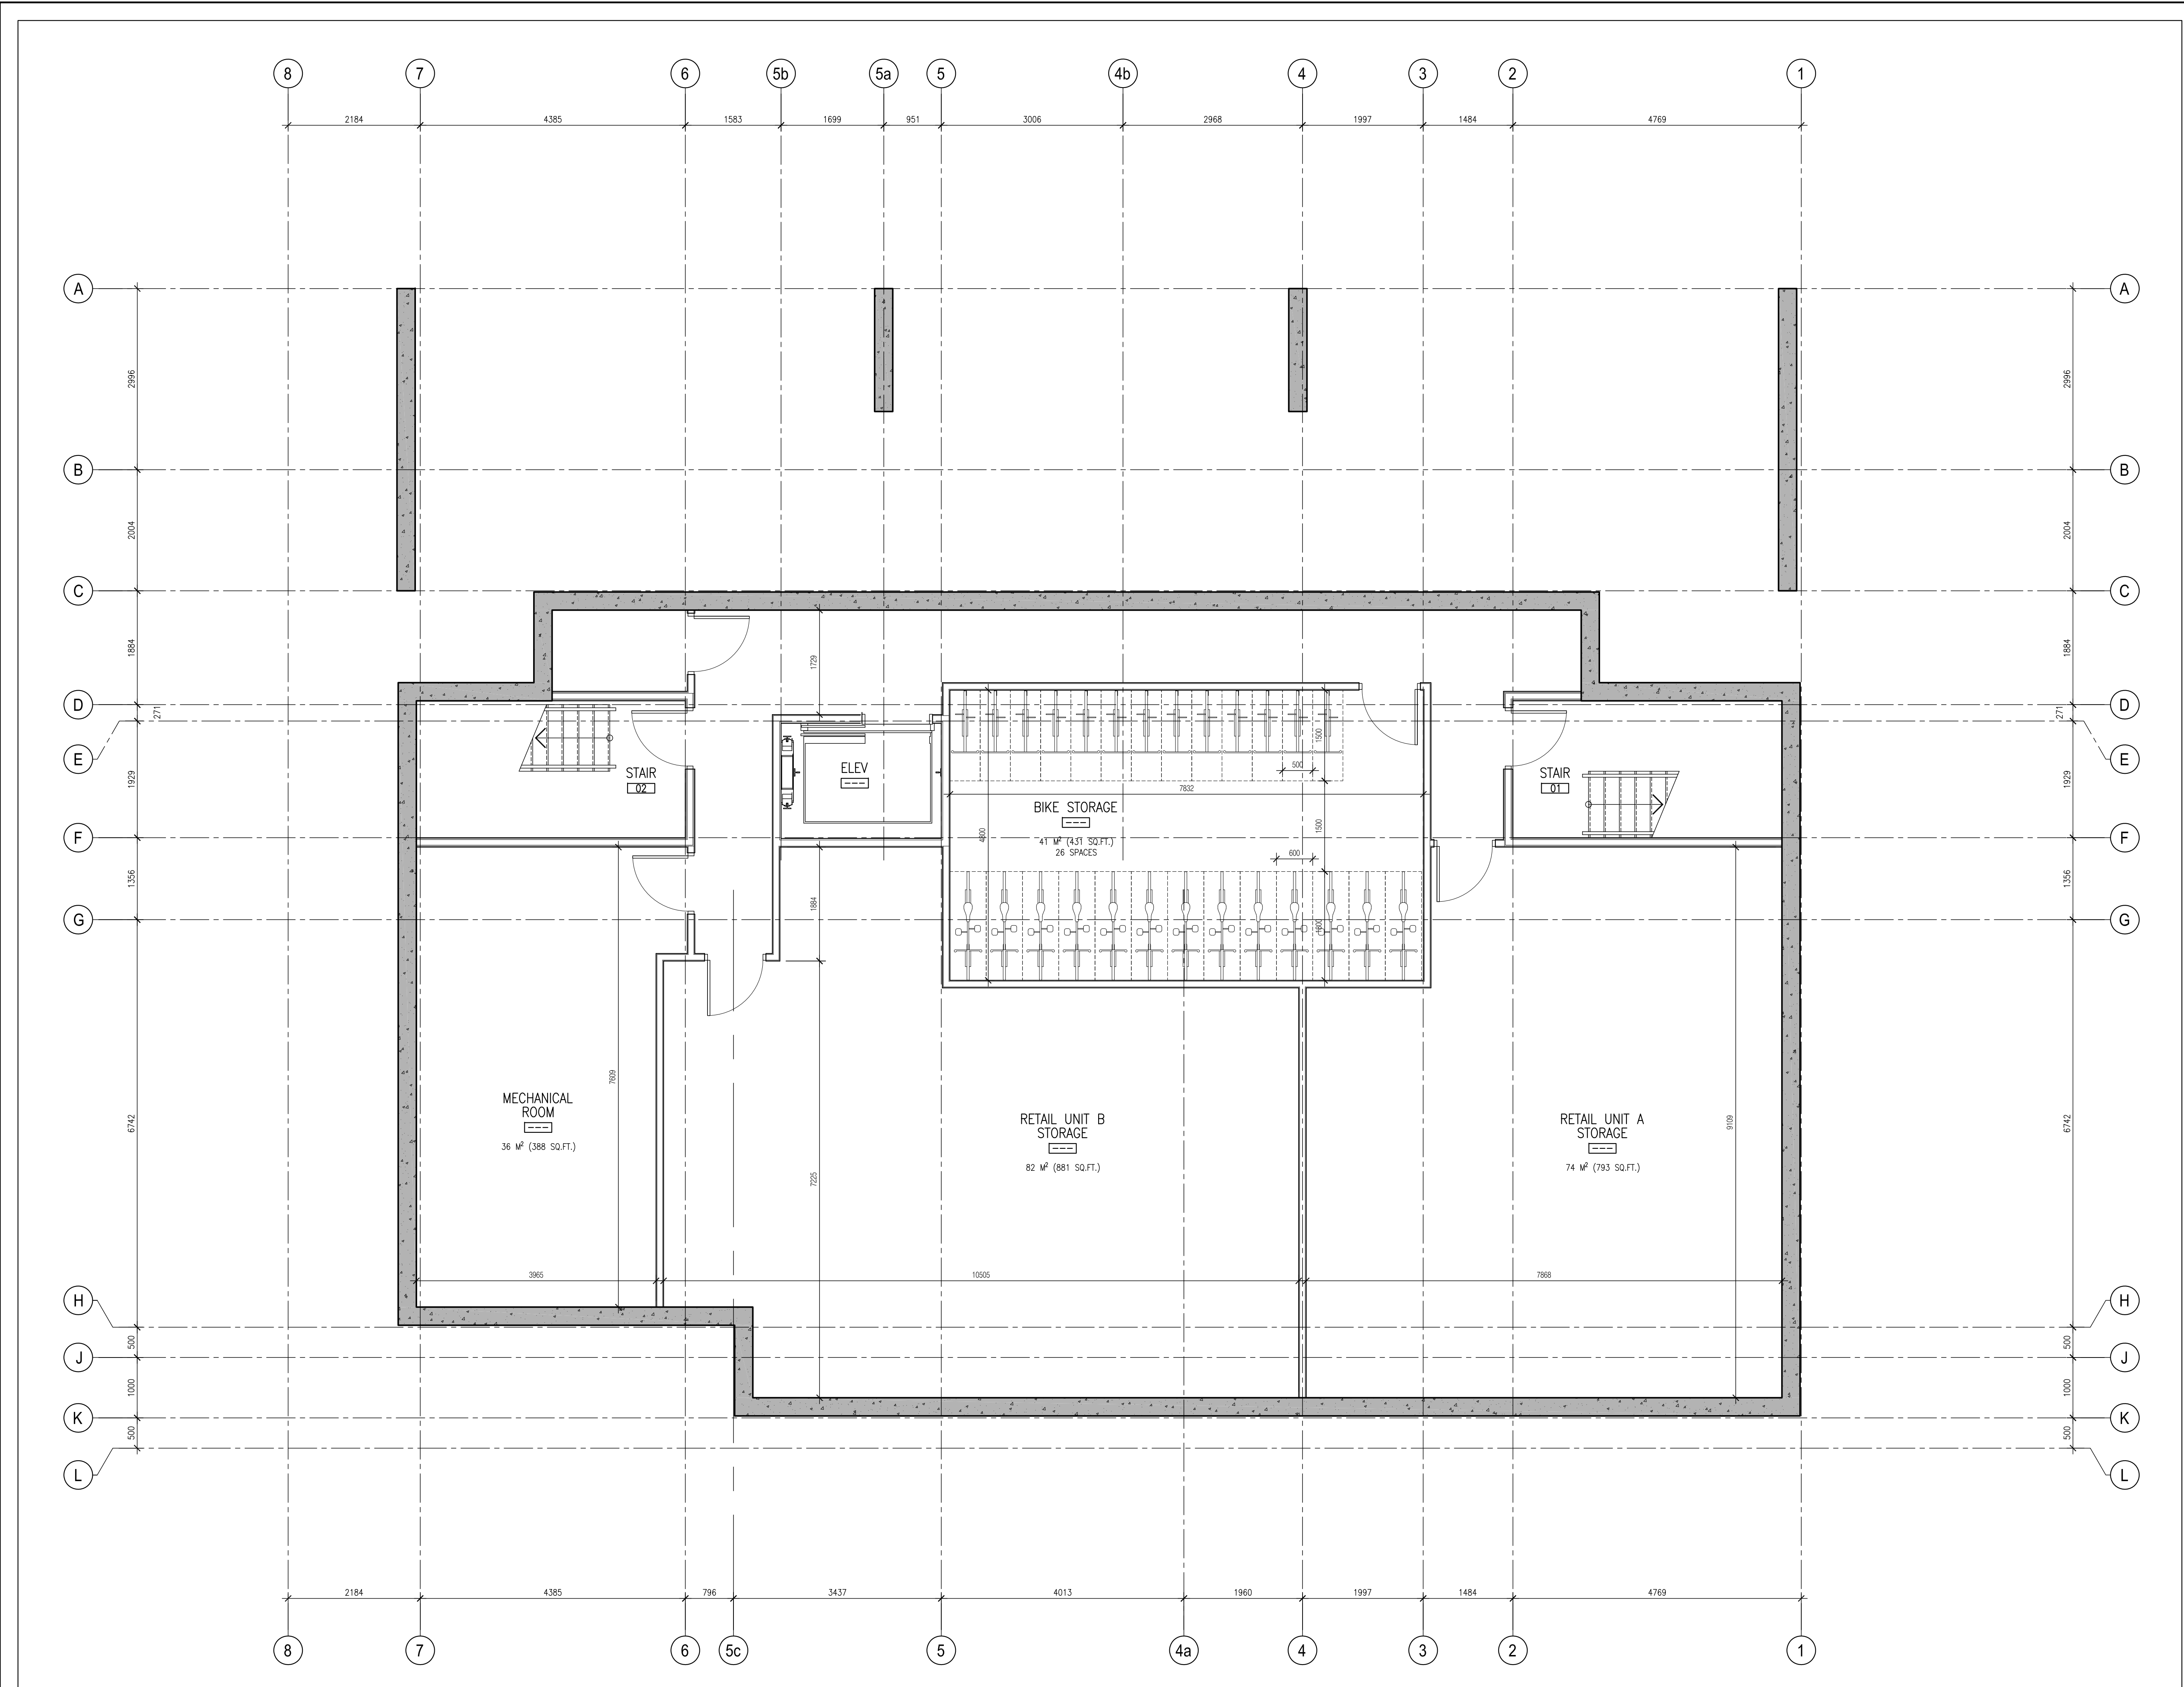 8 7 6 5b 5a 5 4b 4 3 2 1
2184 4385 1583 1699 951 3006 2968 1997 1484 4769
A A
2996 2996
B B
2004 2004
C C
1884 1884
1729
D D
271 271
E E
1929 1929
1500
500
STAIR
02
ELEV
---
7832
STAIR
01
BIKE STORAGE
---
41 M² (431 SQ.FT.)
26 SPACES
4800
1500
600
F F
1356 1356
1884
1800
G G
7609
MECHANICAL
ROOM
---
36 M² (388 SQ.FT.)
6742 6742
7225
RETAIL UNIT B
STORAGE
---
82 M² (881 SQ.FT.)
RETAIL UNIT A
STORAGE
---
74 M² (793 SQ.FT.)
9109
3965 10505 7868
H H
500 500
J J
1000 1000
K K
500 500
L L
2184 4385 796 3437 4013 1960 1997 1484 4769
8 7 6 5c 5 4a 4 3 2 1